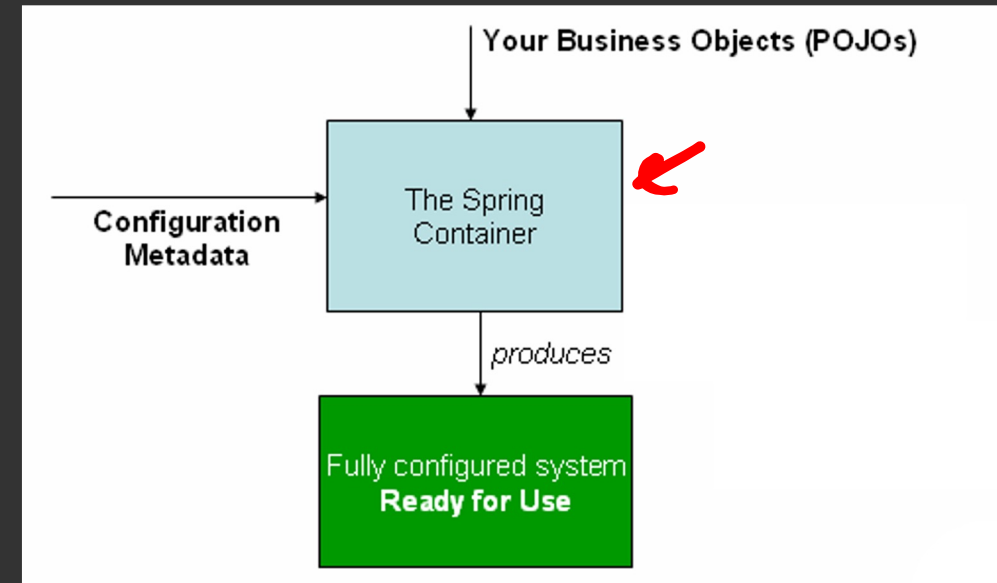 Your Business Objects (POJOs)
The Spring
Container
Configuration
Metadata
produces
Fully configured system
Ready for Use